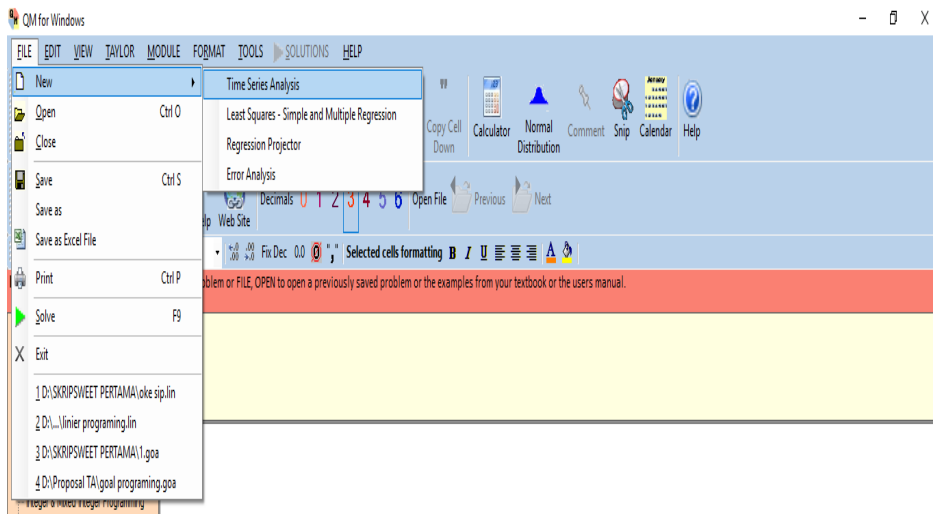 QM for Windows
FILE EDIT VIEW TAYLOR MODULE FORMAT TOOLS SOLUTIONS HELP
New
Time Series Analysis
Open Ctrl O
Least Squares - Simple and Multiple Regression
Close
Regression Projector
Error Analysis
Copy Cell Down
Calculator
Normal Distribution
Comment
Snip
Calendar
Help
Save Ctrl S
Save as
Save as Excel File
Web Site
Decimals 0 1 2 3 4 5 6 Open File Previous Next
Fix Dec 0.0 0 "," Selected cells formatting B I U A
Print Ctrl P
or FILE, OPEN to open a previously saved problem or the examples from your textbook or the users manual.
Solve F9
Exit
1 D:\SKRIPSWEET PERTAMA\oke sip.lin
2 D:\...\linier programing.lin
3 D:\SKRIPSWEET PERTAMA\1.goa
4 D:\Proposal TA\goal programing.goa
Integer & Mixed Integer Programming